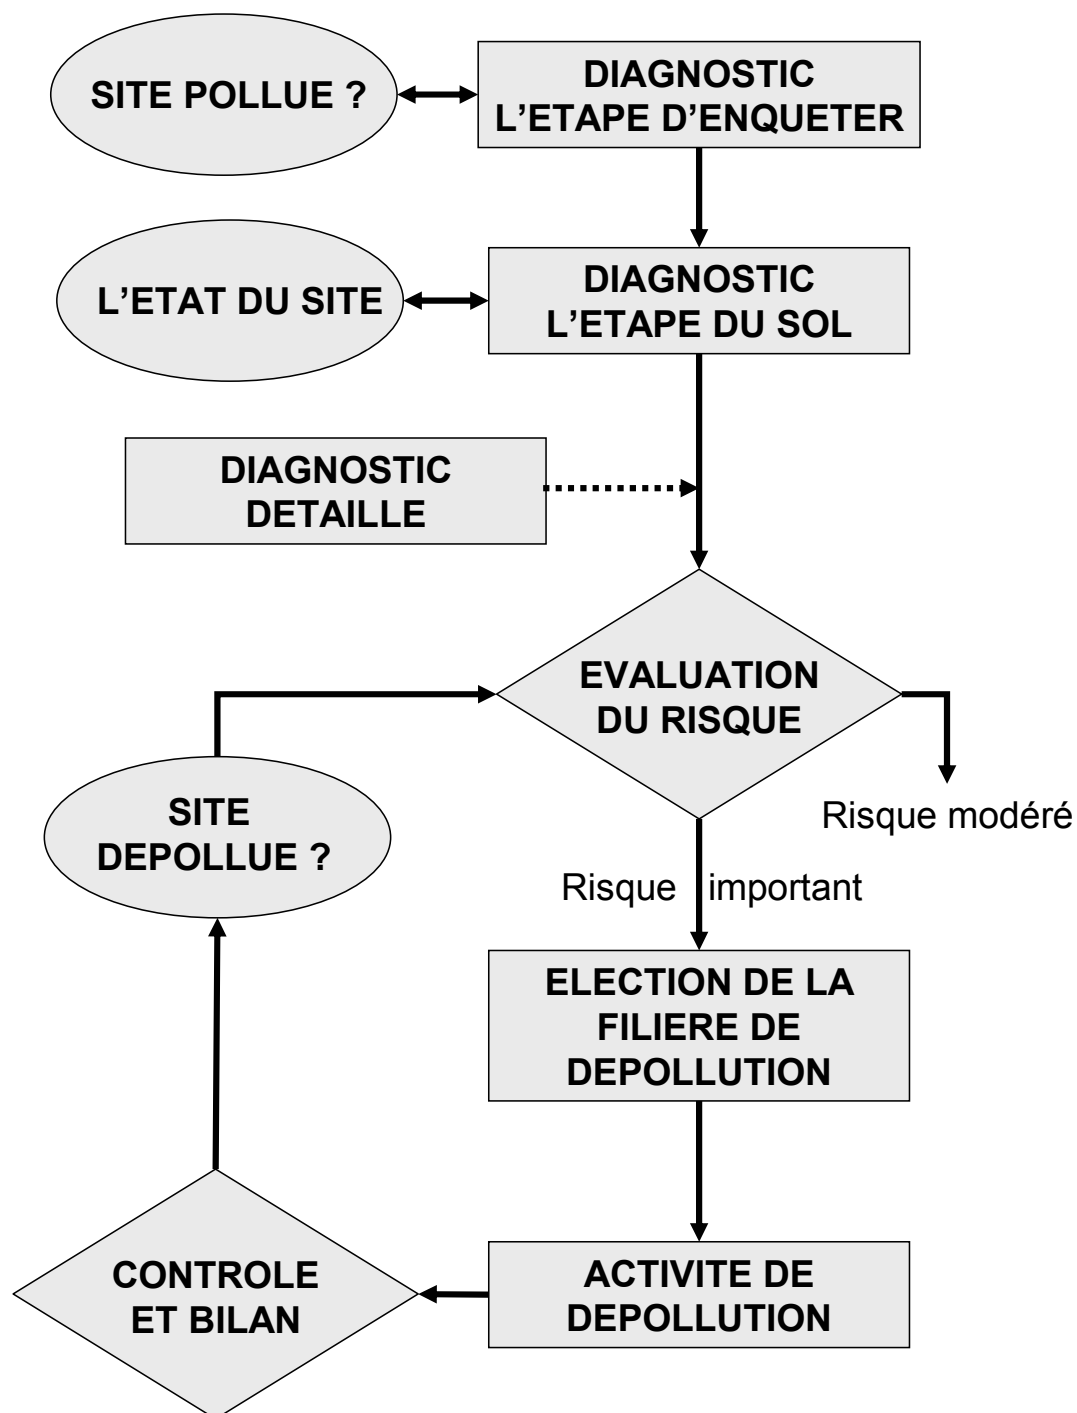 SITE POLLUE ?
DIAGNOSTIC
L’ETAPE D’ENQUETER
L’ETAT DU SITE
DIAGNOSTIC
L’ETAPE DU SOL
DIAGNOSTIC
DETAILLE
EVALUATION
DU RISQUE
Risque modéré
SITE
DEPOLLUE ?
Risque important
ELECTION DE LA
FILIERE DE
DEPOLLUTION
ACTIVITE DE
DEPOLLUTION
CONTROLE
ET BILAN